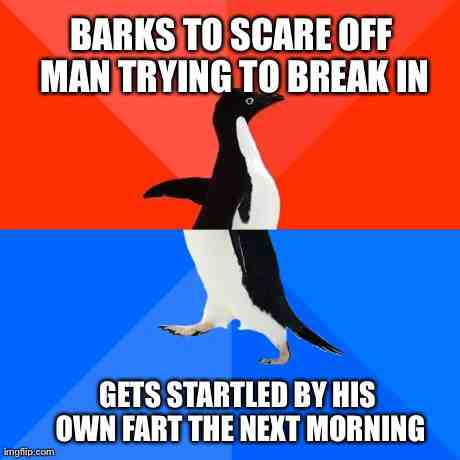 BARKS TO SCARE OFF
MAN TRYING TO BREAK IN
GETS STARTLED BY HIS
OWN FART THE NEXT MORNING
imgflip.com